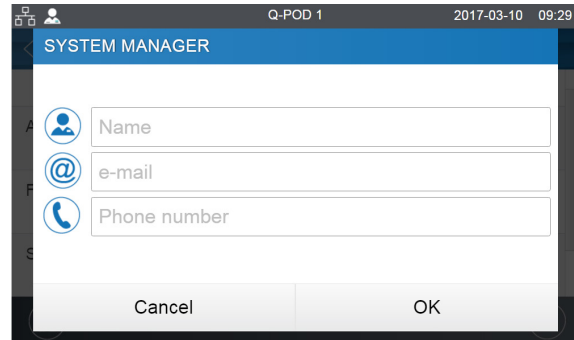 Q-POD 1 2017-03-10 09:29
SYSTEM MANAGER
Name
@ e-mail
Phone number
Cancel OK